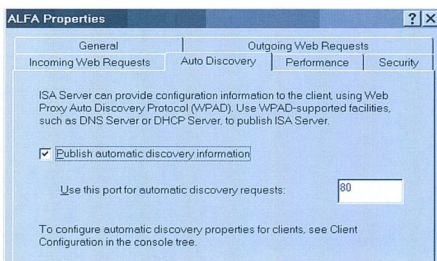 ALFA Properties
General
Outgoing Web Requests
Incoming Web Requests
Auto Discovery
Performance
Security
ISA Server can provide configuration information to the client, using Web
Proxy Auto Discovery Protocol (WPAD). Use WPAD-supported facilities,
such as DNS Server or DHCP Server, to publish ISA Server.
Publish automatic discovery information
Use this port for automatic discovery requests:
80
To configure automatic discovery properties for clients, see Client
Configuration in the console tree.